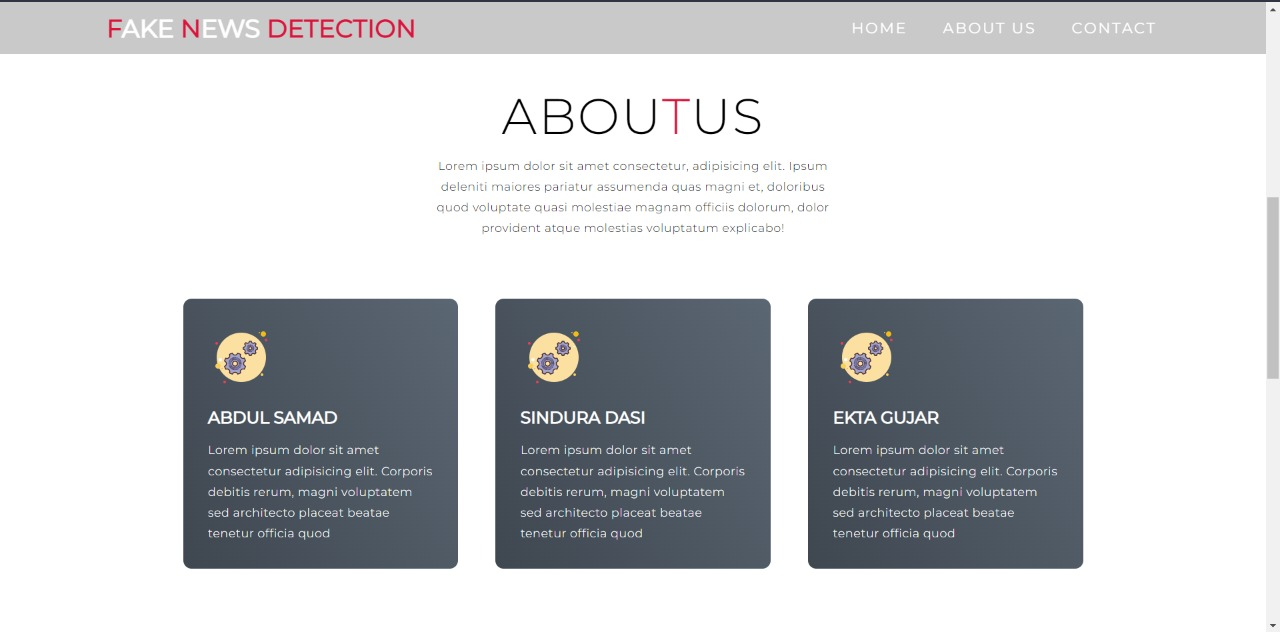 FAKE NEWS DETECTION
HOME ABOUT US CONTACT
ABOUTUS
Lorem ipsum dolor sit amet consectetur, adipisicing elit. Ipsum
deleniti maiores pariatur assumenda quas magni et, doloribus
quod voluptate quasi molestiae magnam officiis dolorum, dolor
provident atque molestias voluptatum explicabo!
ABDUL SAMAD
Lorem ipsum dolor sit amet
consectetur adipisicing elit. Corporis
debitis rerum, magni voluptatem
sed architecto placeat beatae
tenetur officia quod
SINDURA DASI
Lorem ipsum dolor sit amet
consectetur adipisicing elit. Corporis
debitis rerum, magni voluptatem
sed architecto placeat beatae
tenetur officia quod
EKTA GUJAR
Lorem ipsum dolor sit amet
consectetur adipisicing elit. Corporis
debitis rerum, magni voluptatem
sed architecto placeat beatae
tenetur officia quod